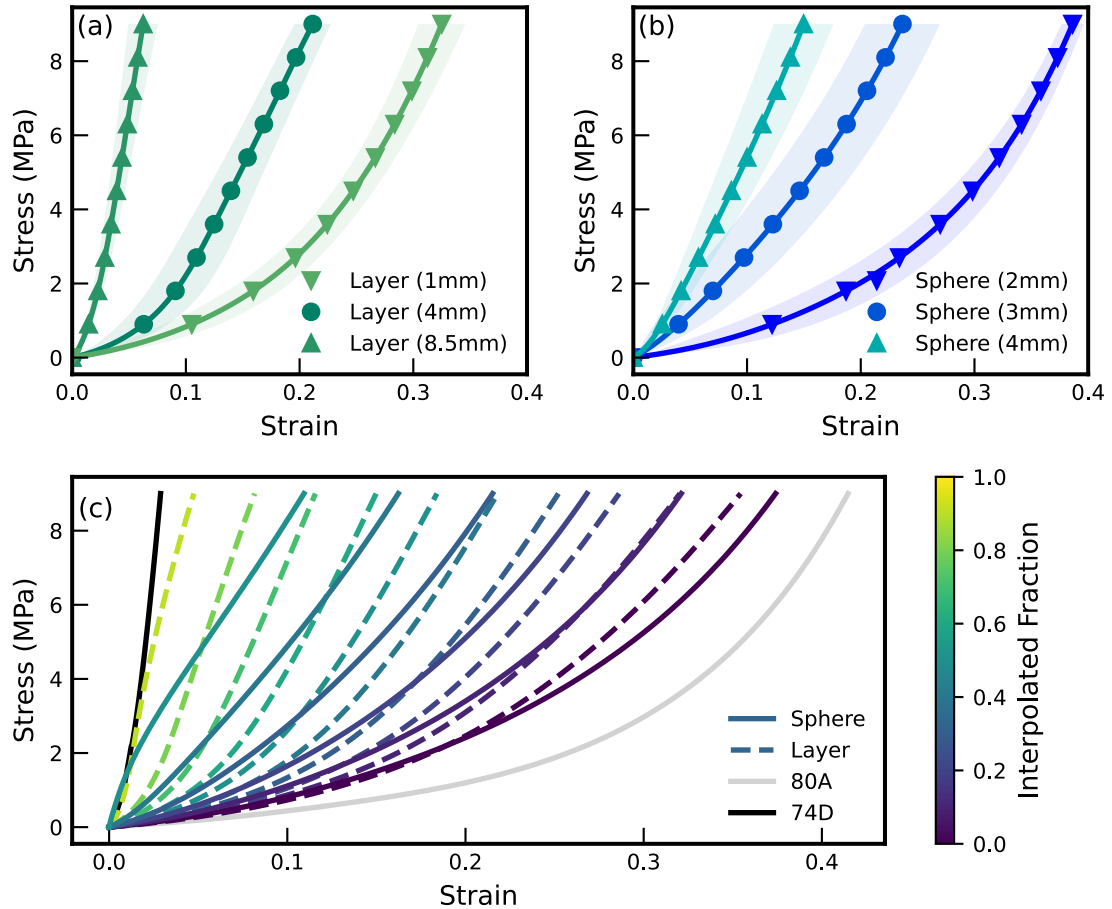 (a)
8
6
4
2
0
Stress (MPa)
Layer (1mm)
Layer (4mm)
Layer (8.5mm)
0.0 0.1 0.2 0.3 0.4
Strain
(b)
8
6
4
2
0
Stress (MPa)
Sphere (2mm)
Sphere (3mm)
Sphere (4mm)
0.0 0.1 0.2 0.3 0.4
Strain
(c)
8
6
4
2
0
Stress (MPa)
Sphere
Layer
80A
74D
0.0 0.1 0.2 0.3 0.4
Strain
1.0
0.8
0.6
0.4
0.2
0.0
Interpolated Fraction